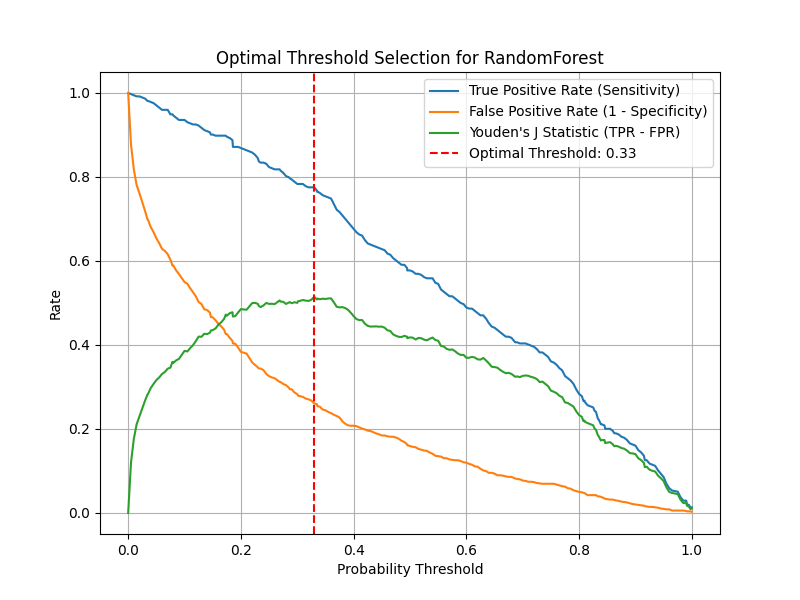 Optimal Threshold Selection for RandomForest
True Positive Rate (Sensitivity)
False Positive Rate (1 - Specificity)
Youden's J Statistic (TPR - FPR)
Optimal Threshold: 0.33
Rate
1.0
0.8
0.6
0.4
0.2
0.0
0.0 0.2 0.4 0.6 0.8 1.0
Probability Threshold